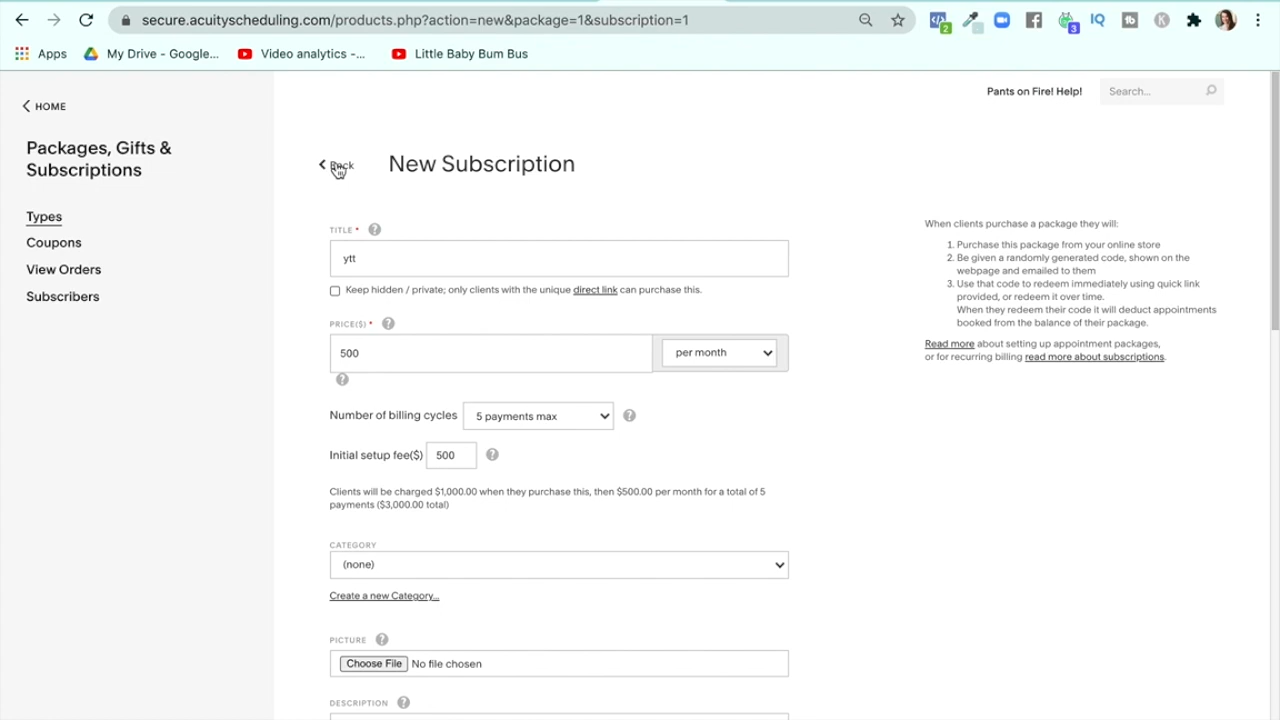 secure.acuityscheduling.com/products.php?action=new&package=1&subscription=1
2
3
IQ
tb
K
Apps
My Drive - Google...
Video analytics -...
Little Baby Bum Bus
HOME
Pants on Fire! Help!
Search...
Packages, Gifts &
Subscriptions
Types
Coupons
View Orders
Subscribers
Back
New Subscription
TITLE * ?
ytt
Keep hidden / private; only clients with the unique direct link can purchase this.
PRICE($) * ?
500
per month
?
Number of billing cycles 5 payments max ?
Initial setup fee($) 500 ?
Clients will be charged $1,000.00 when they purchase this, then $500.00 per month for a total of 5
payments ($3,000.00 total)
CATEGORY
(none)
Create a new Category...
PICTURE ?
Choose File No file chosen
DESCRIPTION ?
When clients purchase a package they will:
1. Purchase this package from your online store
2. Be given a randomly generated code, shown on the
webpage and emailed to them
3. Use that code to redeem immediately using quick link
provided, or redeem it over time.
When they redeem their code it will deduct appointments
booked from the balance of their package.
Read more about setting up appointment packages,
or for recurring billing read more about subscriptions.